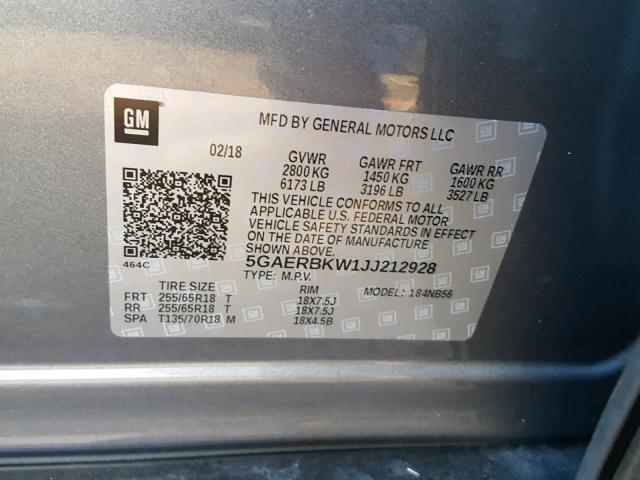 GM
MFD BY GENERAL MOTORS LLC
02/18 GVWR GAWR FRT GAWR RR
2800 KG 1450 KG 1600 KG
6173 LB 3196 LB 3527 LB
THIS VEHICLE CONFORMS TO ALL
APPLICABLE U.S. FEDERAL MOTOR
VEHICLE SAFETY STANDARDS IN EFFECT
ON THE DATE OF MANUFACTURE
SHOWN ABOVE.
464C 5GAERBKW1JJ212928
TYPE: M.P.V.
TIRE SIZE RIM MODEL: 184NB56
FRT 255/65R18 T 18X7.5J
RR 255/65R18 T 18X7.5J
SPA T135/70R18 M 18X4.5B